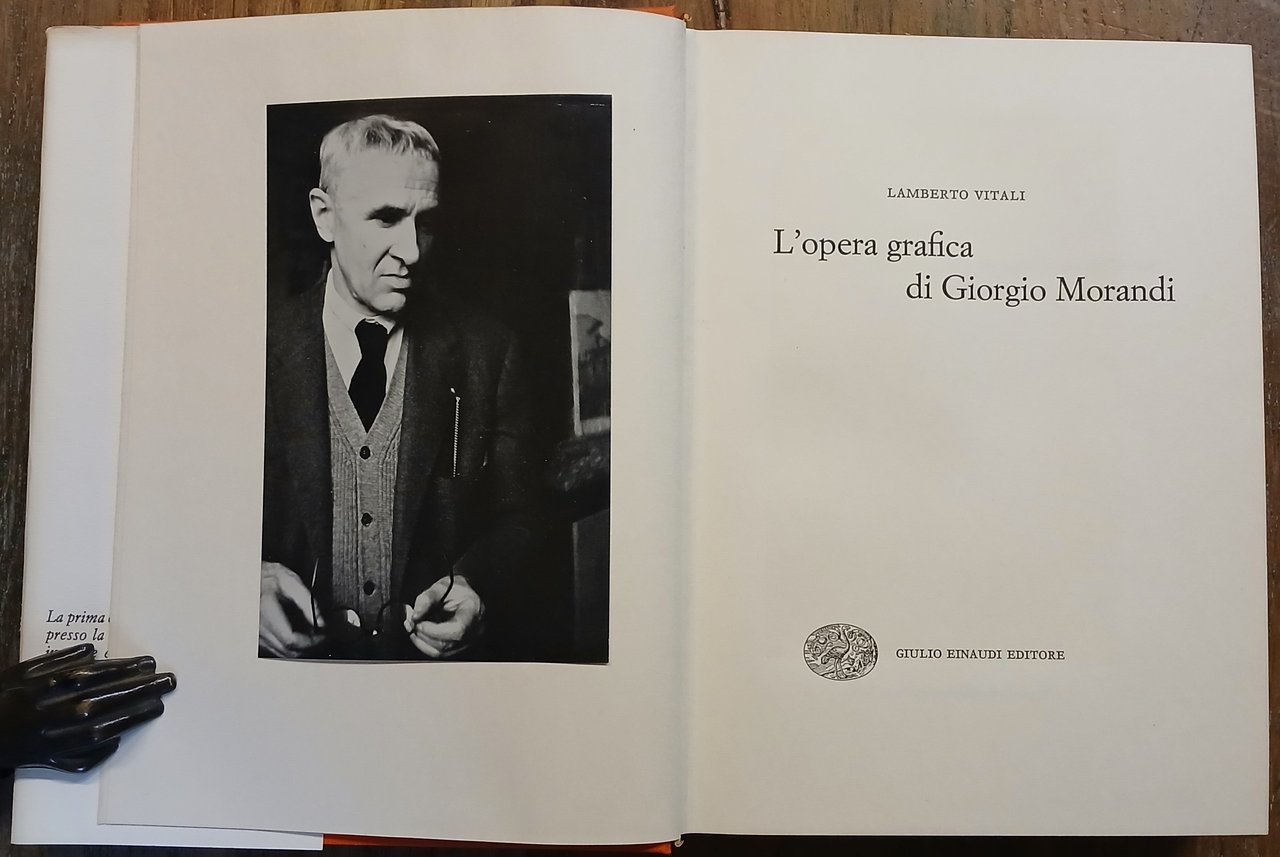 La prima
presso la
LAMBERTO VITALI
L'opera grafica
di Giorgio Morandi
GIULIO EINAUDI EDITORE